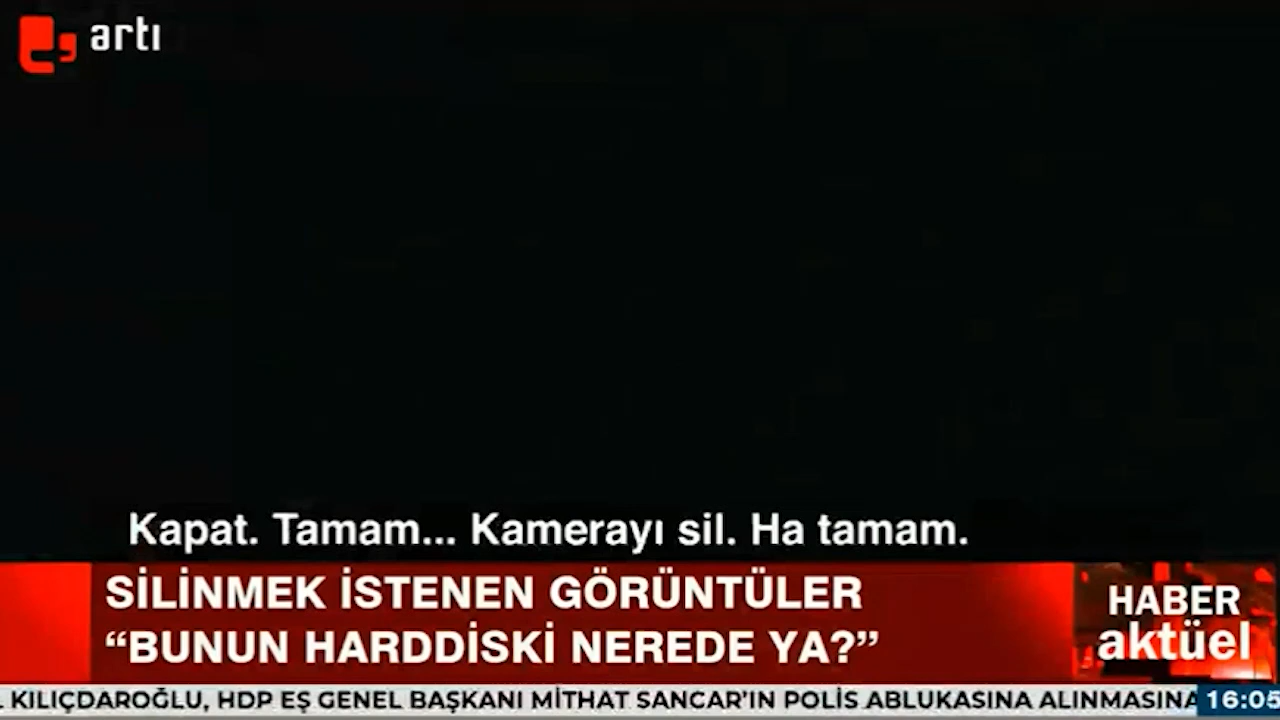 artı
Kapat. Tamam... Kamerayı sil. Ha tamam.
SİLİNMEK İSTENEN GÖRÜNTÜLER
“BUNUN HARDDİSKİ NEREDE YA?”
HABER
aktüel
KILIÇDAROĞLU, HDP EŞ GENEL BAŞKANI MİTHAT SANCAR'IN POLİS ABLUKASINA ALINMASINA
16:05